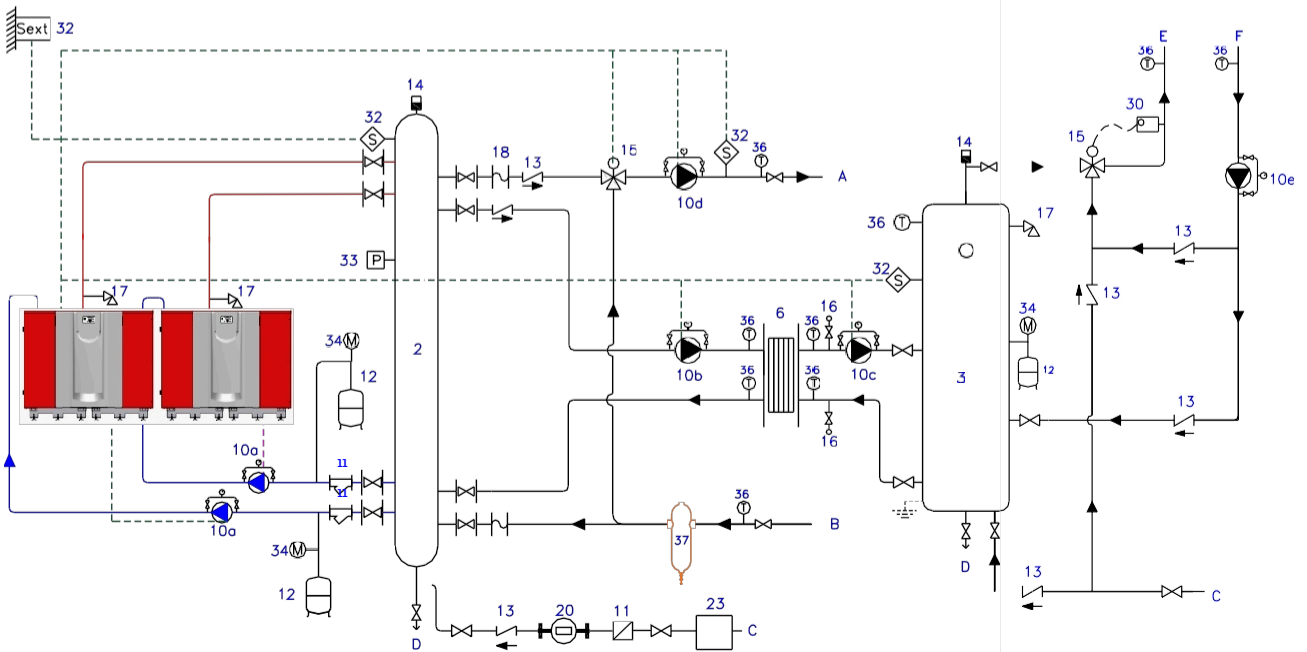 Sext 32
E F
36 36
14
30
32 32 15
18 13 15 36 14
S S T
A
10d 10e
36 T 17
33 P 13
32 S
17 17 13
6 16
36 36
34 M 34 M
2
12 10b 10c 3 12
36 36
13
16
10a
11
11
36
10a B
37
34 M D
12
13
13 20 11 23 C
C
D